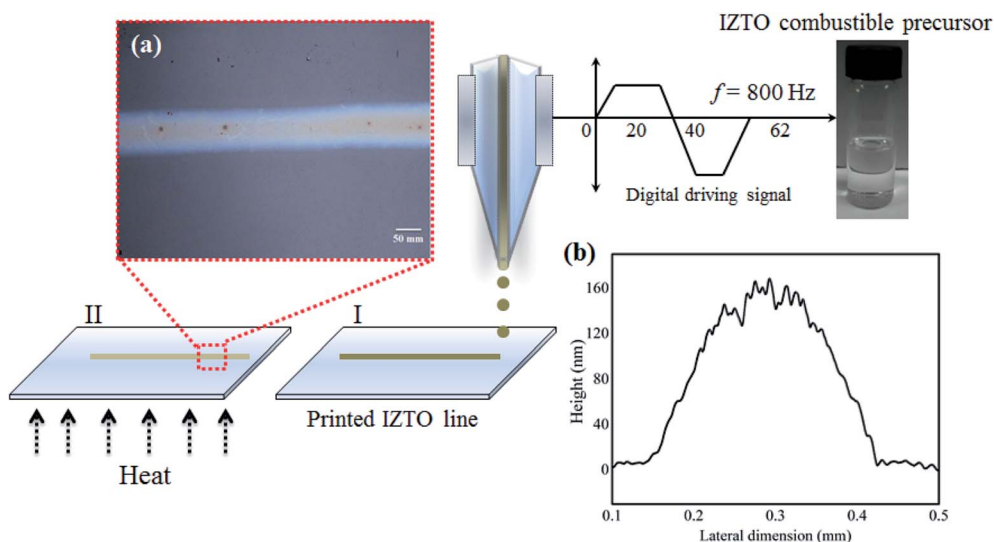 IZTO combustible precursor
(a)
f = 800 Hz
0 20 40 62
Digital driving signal
50 mm
(b)
II
I
Printed IZTO line
Heat
Height (nm)
160
120
80
40
0
0.1 0.2 0.3 0.4 0.5
Lateral dimension (mm)